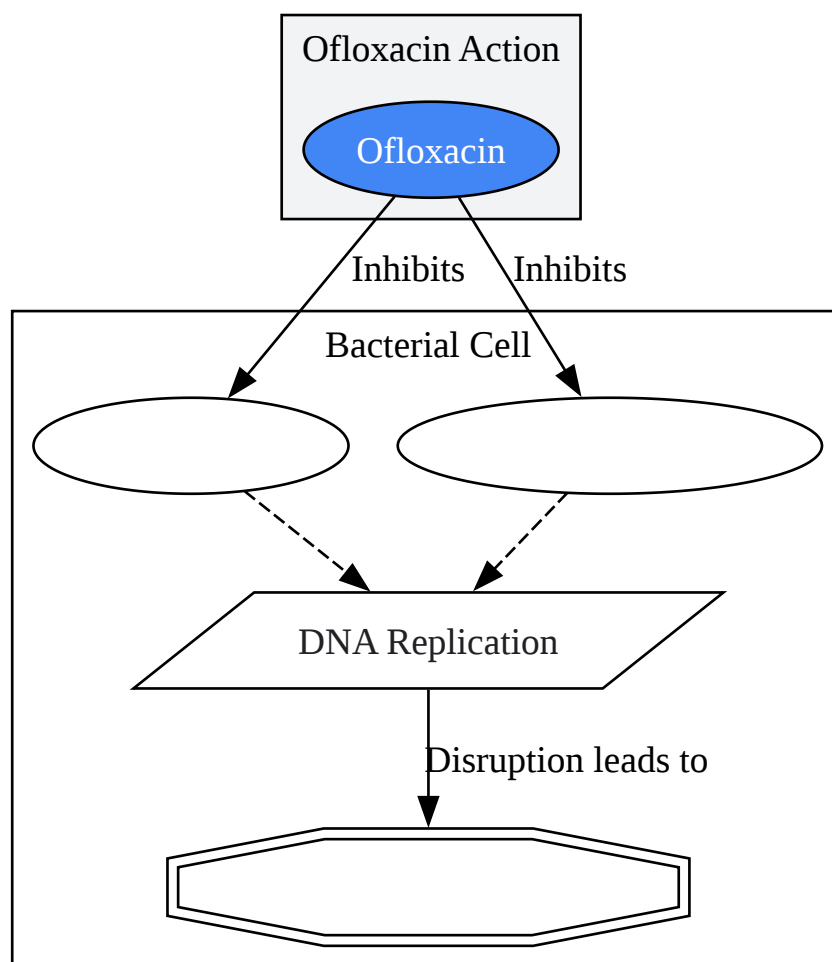 Ofloxacin Action
Ofloxacin
Inhibits
Inhibits
Bacterial Cell
DNA Replication
Disruption leads to